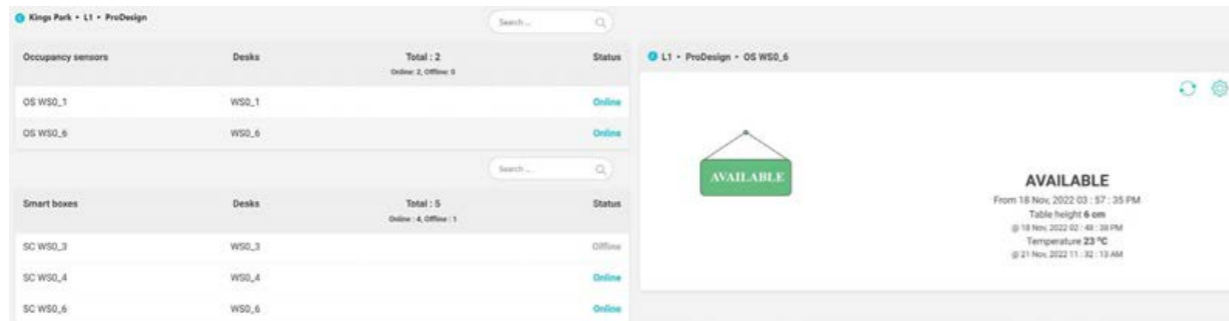 Kings Park • L1 • ProDesign
Search ...
Occupancy sensors Desks Total : 2 Status
Online: 2, Offline: 0
OS WS0_1 WS0_1 Online
OS WS0_6 WS0_6 Online
Search ...
Smart boxes Desks Total : 5 Status
Online : 4, Offline : 1
SC WS0_3 WS0_3 Offline
SC WS0_4 WS0_4 Online
SC WS0_6 WS0_6 Online
L1 • ProDesign • OS WS0_6
AVAILABLE
AVAILABLE
From 18 Nov, 2022 03 : 57 : 35 PM
Table height 6 cm
@ 18 Nov, 2022 02 : 48 : 38 PM
Temperature 23 °C
@ 21 Nov, 2022 11 : 32 : 13 AM